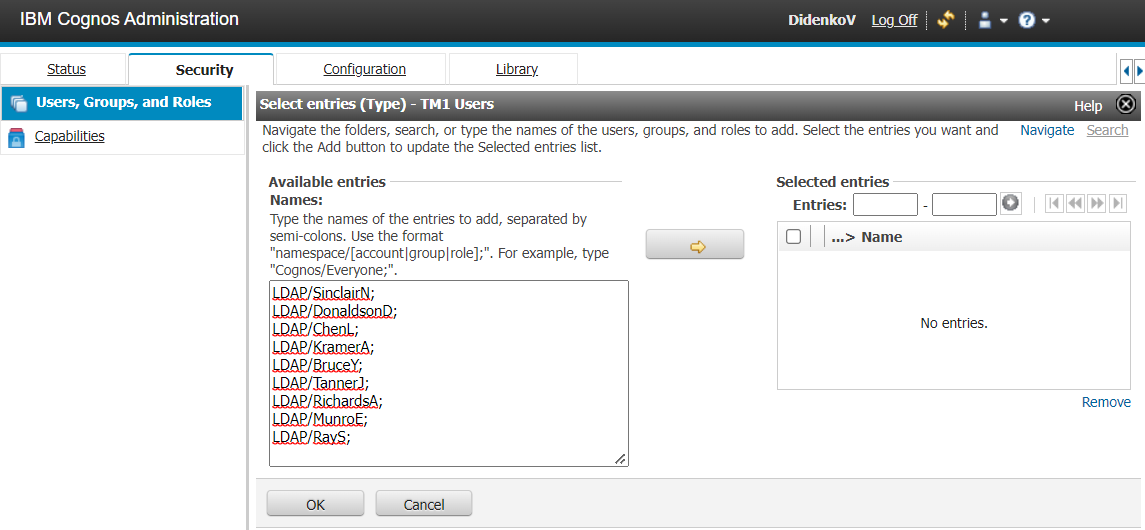 IBM Cognos Administration
DidenkoV Log Off
Status Security Configuration Library
Users, Groups, and Roles
Capabilities
Select entries (Type) - TM1 Users
Help
Navigate the folders, search, or type the names of the users, groups, and roles to add. Select the entries you want and
click the Add button to update the Selected entries list.
Navigate Search
Available entries
Names:
Type the names of the entries to add, separated by
semi-colons. Use the format
"namespace/[account|group|role];". For example, type
"Cognos/Everyone;".
LDAP/SinclairN;
LDAP/DonaldsonD;
LDAP/ChenL;
LDAP/KramerA;
LDAP/BruceY;
LDAP/TannerJ;
LDAP/RichardsA;
LDAP/MunroE;
LDAP/RayS;
Selected entries
Entries: -
...> Name
No entries.
Remove
OK Cancel